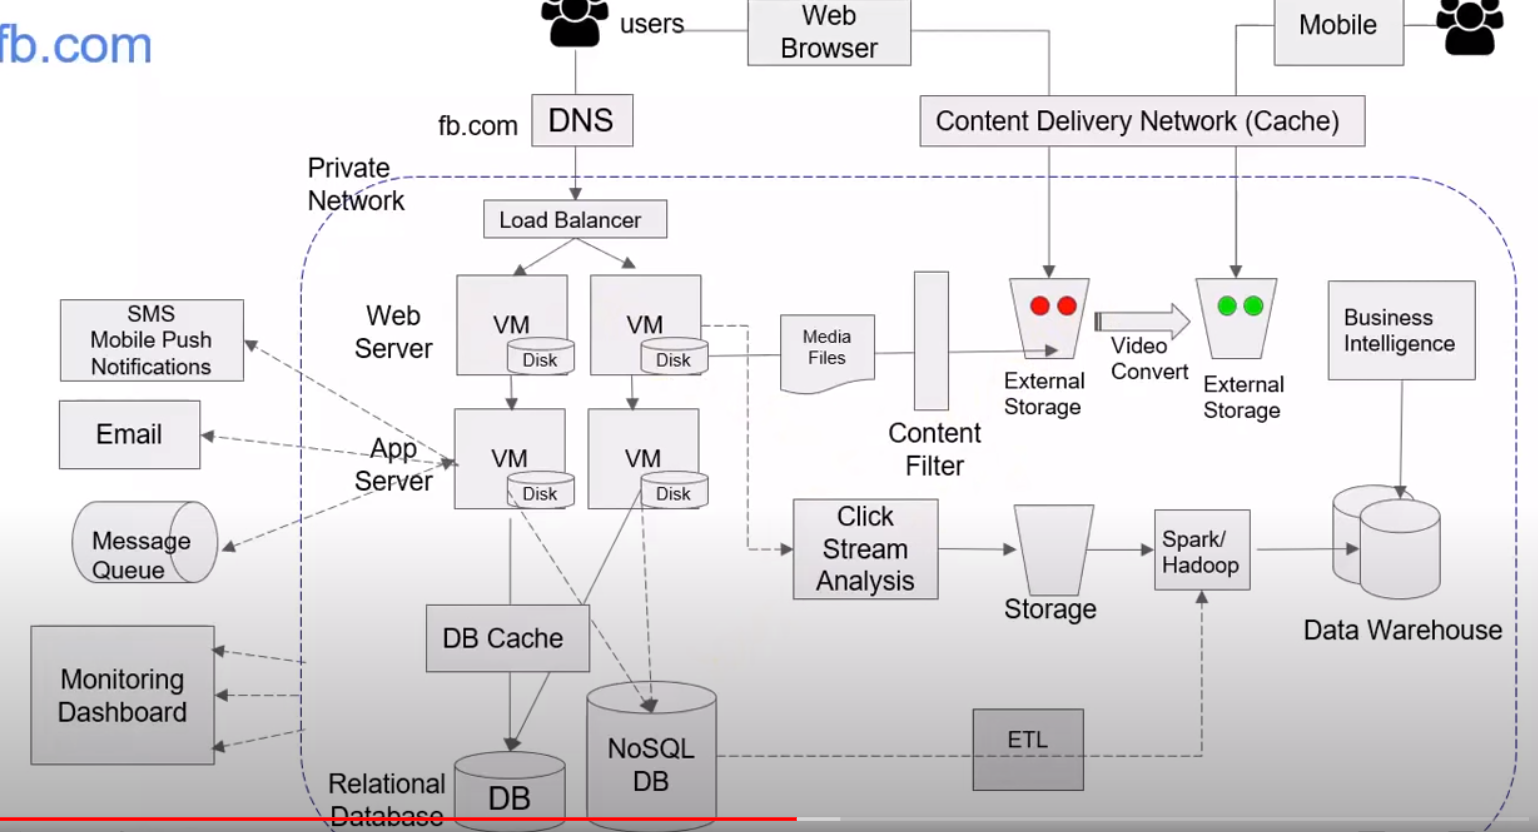 fb.com
users
Web
Browser
Mobile
fb.com
DNS
Content Delivery Network (Cache)
Private
Network
Load Balancer
Web
Server
VM
Disk
VM
Disk
Media
Files
Content
Filter
External
Storage
Video
Convert
External
Storage
Business
Intelligence
SMS
Mobile Push
Notifications
Email
Message
Queue
App
Server
VM
Disk
VM
Disk
Click
Stream
Analysis
Storage
Spark/
Hadoop
Data Warehouse
Monitoring
Dashboard
DB Cache
NoSQL
DB
ETL
Relational
Database
DB